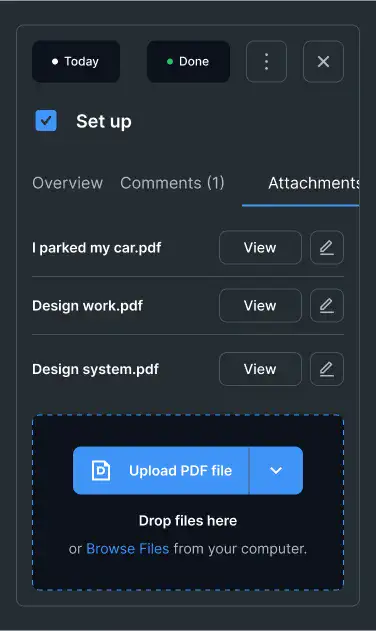 Today
Done
Set up
Overview Comments (1) Attachments
I parked my car.pdf View
Design work.pdf View
Design system.pdf View
Upload PDF file
Drop files here
or Browse Files from your computer.